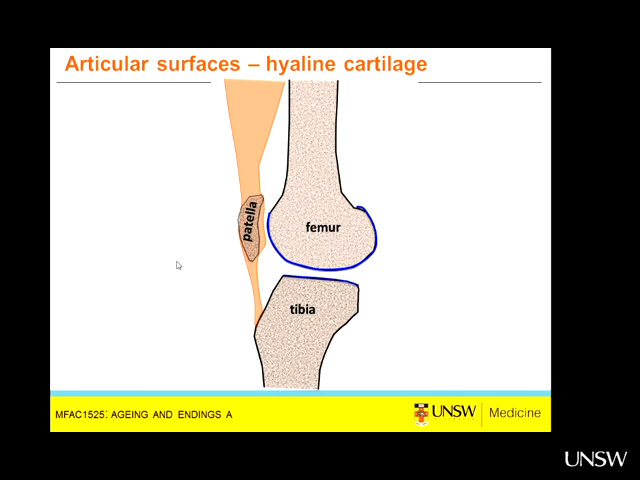 Articular surfaces – hyaline cartilage
patella
femur
tibia
MFAC1525: AGEING AND ENDINGS A
UNSW Medicine
UNSW